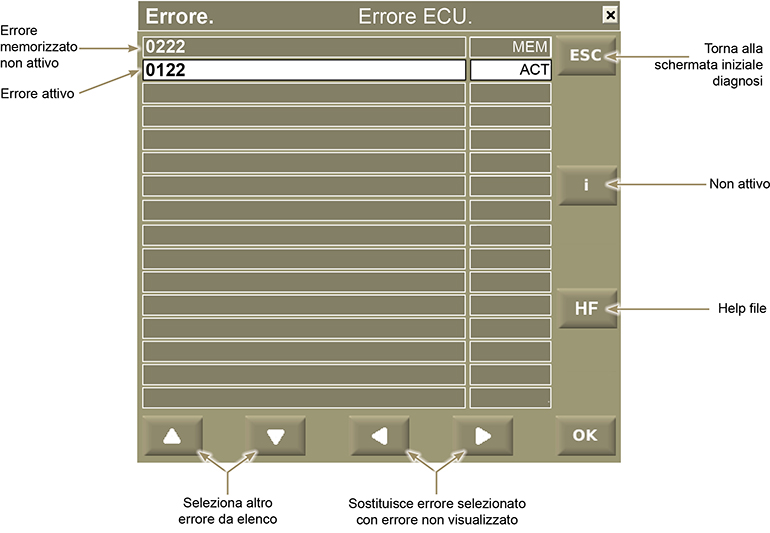 Errore. Errore ECU.
Errore
memorizzato
non attivo
0222 MEM
ESC
Torna alla
schermata iniziale
diagnosi
Errore attivo
0122 ACT
i
Non attivo
HF
Help file
OK
Seleziona altro
errore da elenco
Sostituisce errore selezionato
con errore non visualizzato